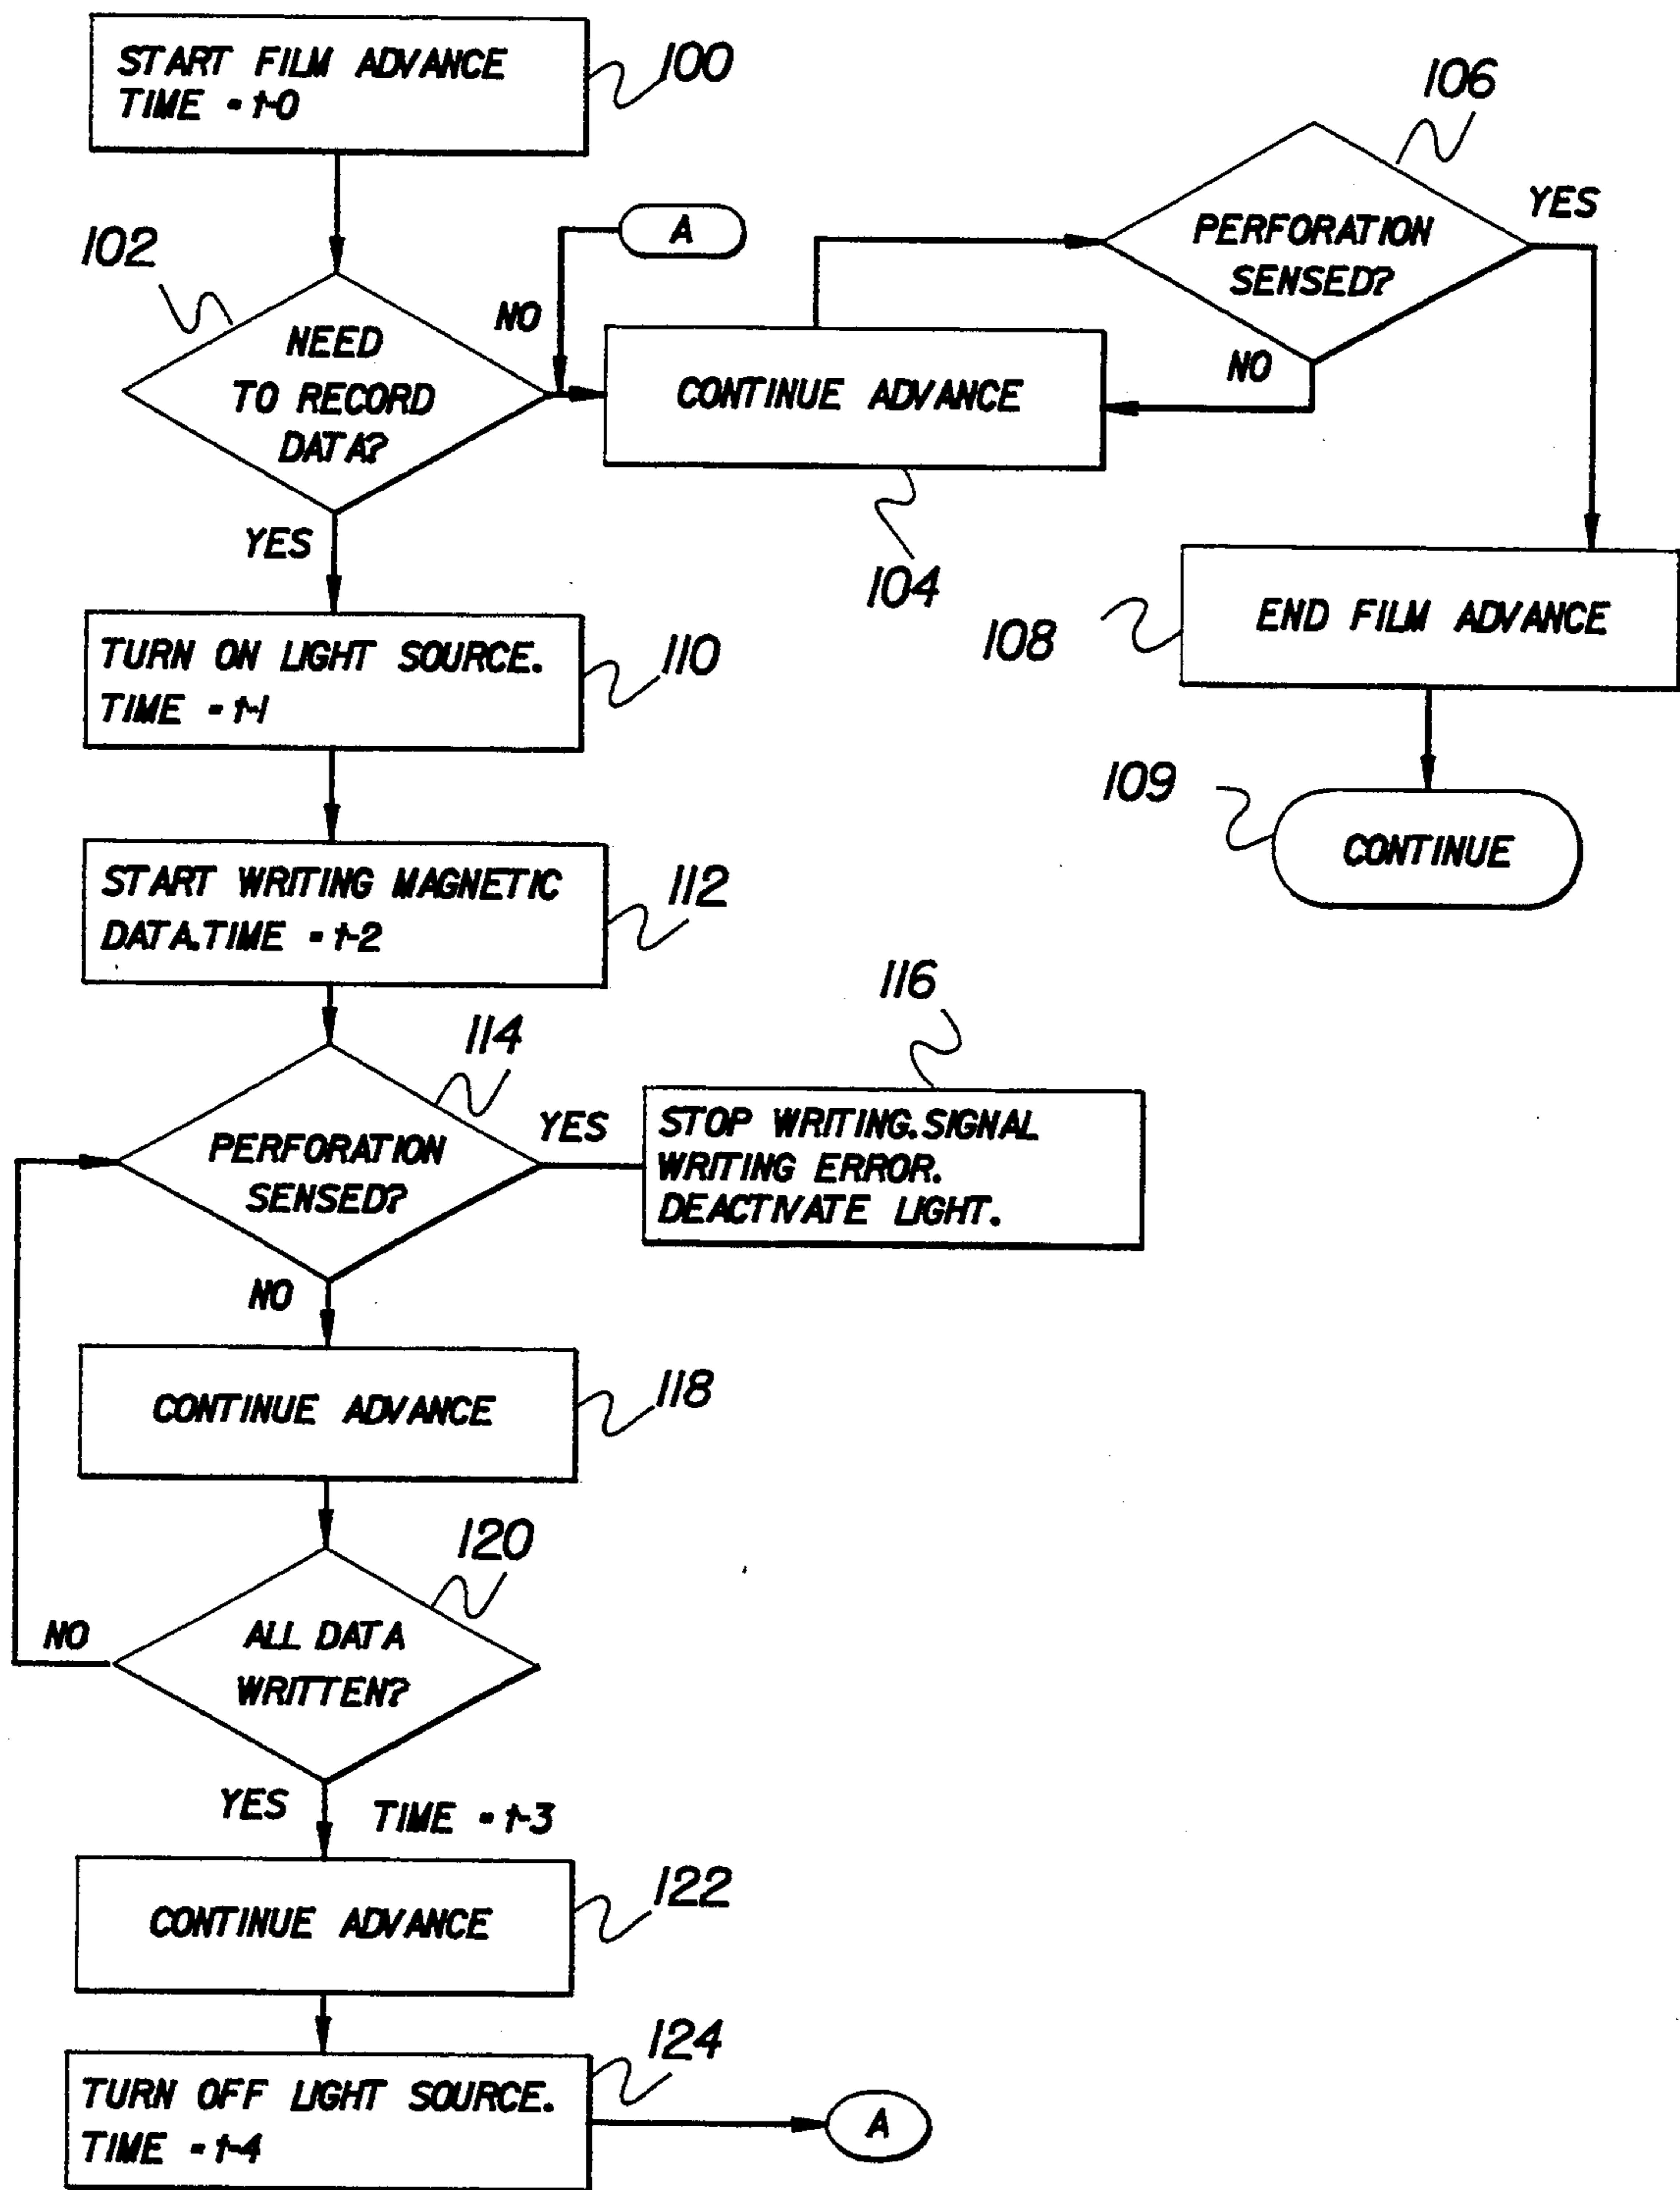 START FILM ADVANCE
TIME = t-0
100
102
NEED
TO RECORD
DATA?
NO
A
YES
CONTINUE ADVANCE
104
106
PERFORATION
SENSED?
YES
NO
108
END FILM ADVANCE
109
CONTINUE
TURN ON LIGHT SOURCE.
TIME = t-1
110
START WRITING MAGNETIC
DATA.TIME = t-2
112
114
PERFORATION
SENSED?
YES
116
STOP WRITING.SIGNAL
WRITING ERROR.
DEACTIVATE LIGHT.
NO
CONTINUE ADVANCE
118
120
ALL DATA
WRITTEN?
NO
YES
TIME = t-3
CONTINUE ADVANCE
122
TURN OFF LIGHT SOURCE.
TIME = t-4
124
A